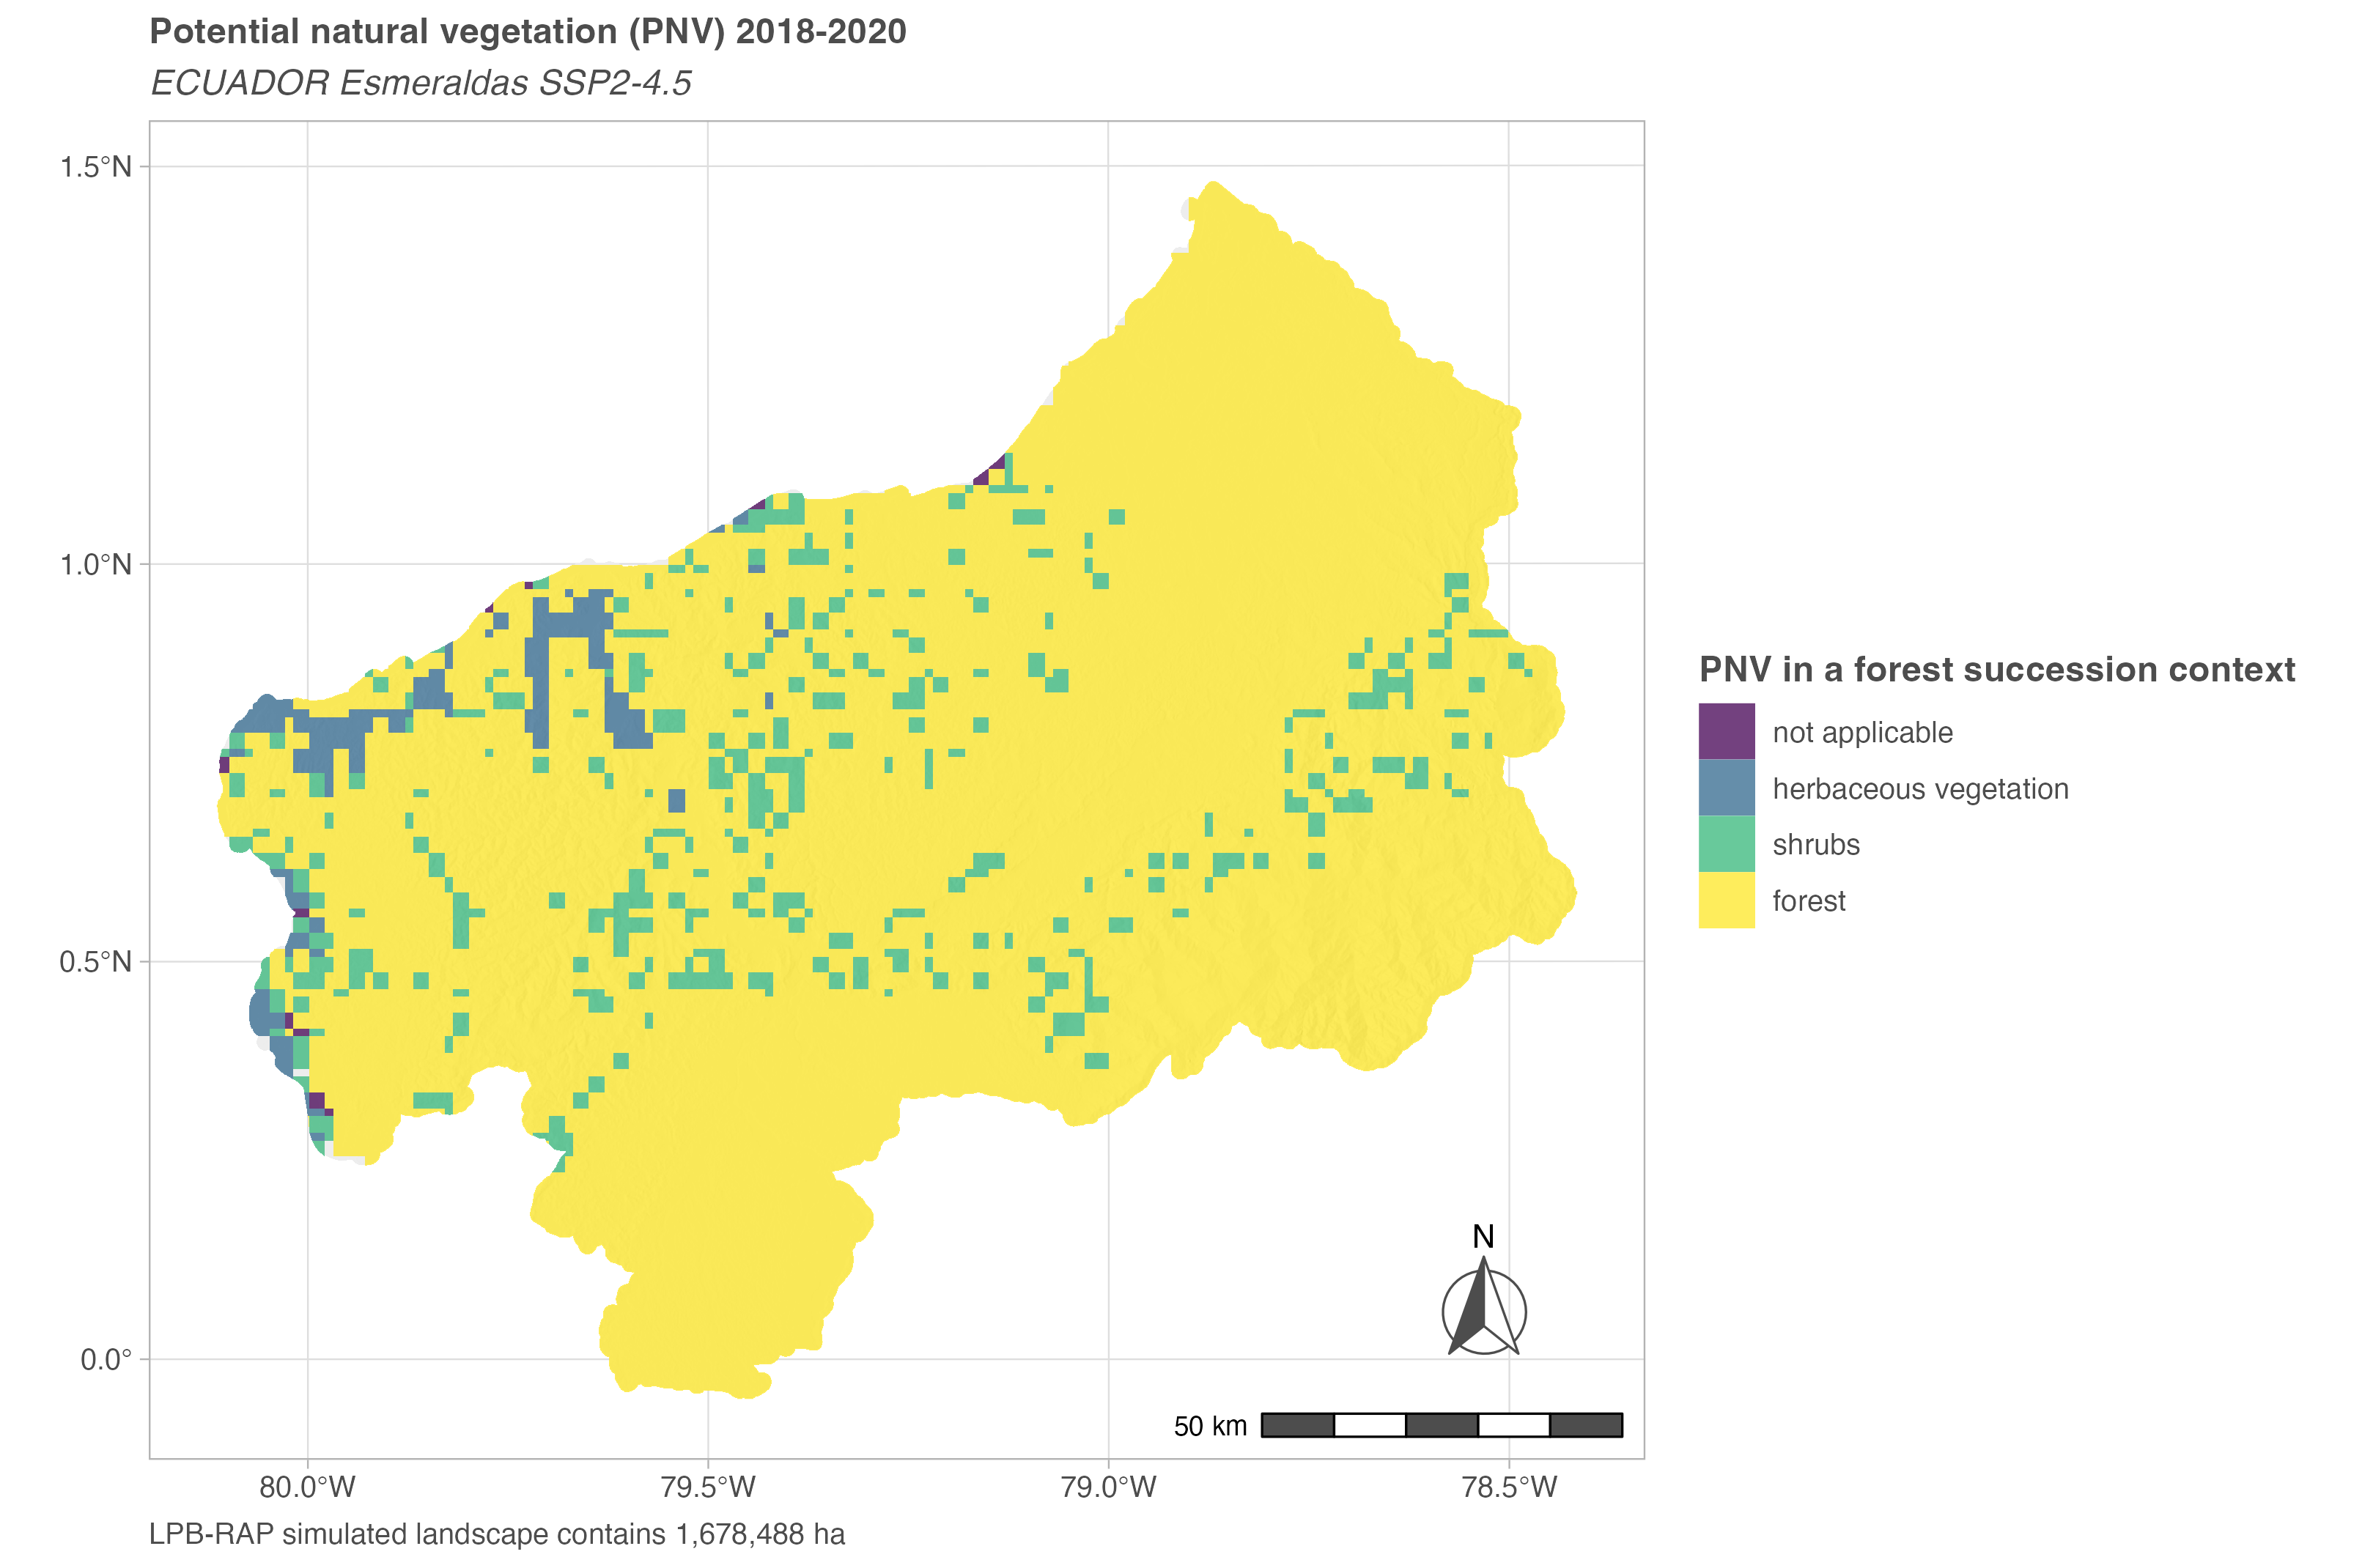 Potential natural vegetation (PNV) 2018-2020
ECUADOR Esmeraldas SSP2-4.5
1.5°N
1.0°N
0.5°N
0.0°
80.0°W
79.5°W
79.0°W
78.5°W
N
50 km
PNV in a forest succession context
not applicable
herbaceous vegetation
shrubs
forest
LPB-RAP simulated landscape contains 1,678,488 ha